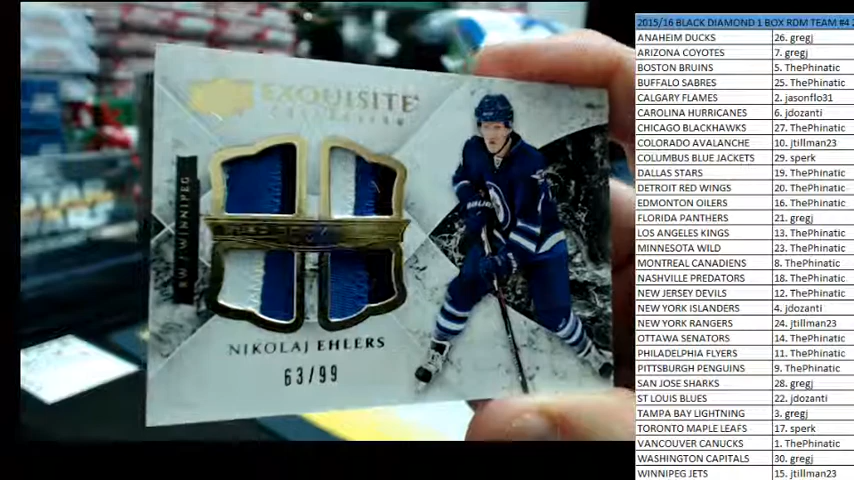 EXQUISITE
COLLECTION
RW / WINNIPEG
NIKOLAJ EHLERS
63/99
2015/16 BLACK DIAMOND 1 BOX RDM TEAM #4
ANAHEIM DUCKS 26. gregj
ARIZONA COYOTES 7. gregj
BOSTON BRUINS 5. ThePhinatic
BUFFALO SABRES 25. ThePhinatic
CALGARY FLAMES 2. jasonflo31
CAROLINA HURRICANES 6. jdozanti
CHICAGO BLACKHAWKS 27. ThePhinatic
COLORADO AVALANCHE 10. jtillman23
COLUMBUS BLUE JACKETS 29. sperk
DALLAS STARS 19. ThePhinatic
DETROIT RED WINGS 20. ThePhinatic
EDMONTON OILERS 16. ThePhinatic
FLORIDA PANTHERS 21. gregj
LOS ANGELES KINGS 13. ThePhinatic
MINNESOTA WILD 23. ThePhinatic
MONTREAL CANADIENS 8. ThePhinatic
NASHVILLE PREDATORS 18. ThePhinatic
NEW JERSEY DEVILS 12. ThePhinatic
NEW YORK ISLANDERS 4. jdozanti
NEW YORK RANGERS 24. jtillman23
OTTAWA SENATORS 14. ThePhinatic
PHILADELPHIA FLYERS 11. ThePhinatic
PITTSBURGH PENGUINS 9. ThePhinatic
SAN JOSE SHARKS 28. gregj
ST LOUIS BLUES 22. jdozanti
TAMPA BAY LIGHTNING 3. gregj
TORONTO MAPLE LEAFS 17. sperk
VANCOUVER CANUCKS 1. ThePhinatic
WASHINGTON CAPITALS 30. gregj
WINNIPEG JETS 15. jtillman23